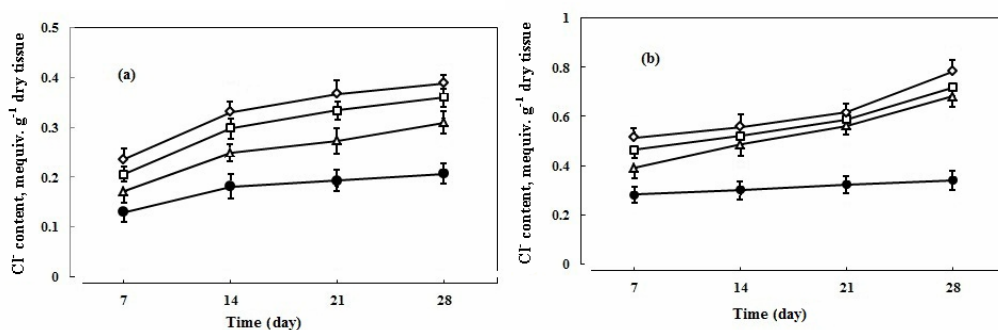 Cl⁻ content, mequiv. g⁻¹ dry tissue
0.5
0.4
0.3
0.2
0.1
0
(a)
7 14 21 28
Time (day)
Cl⁻ content, mequiv. g⁻¹ dry tissue
1
0.8
0.6
0.4
0.2
0
(b)
7 14 21 28
Time (day)